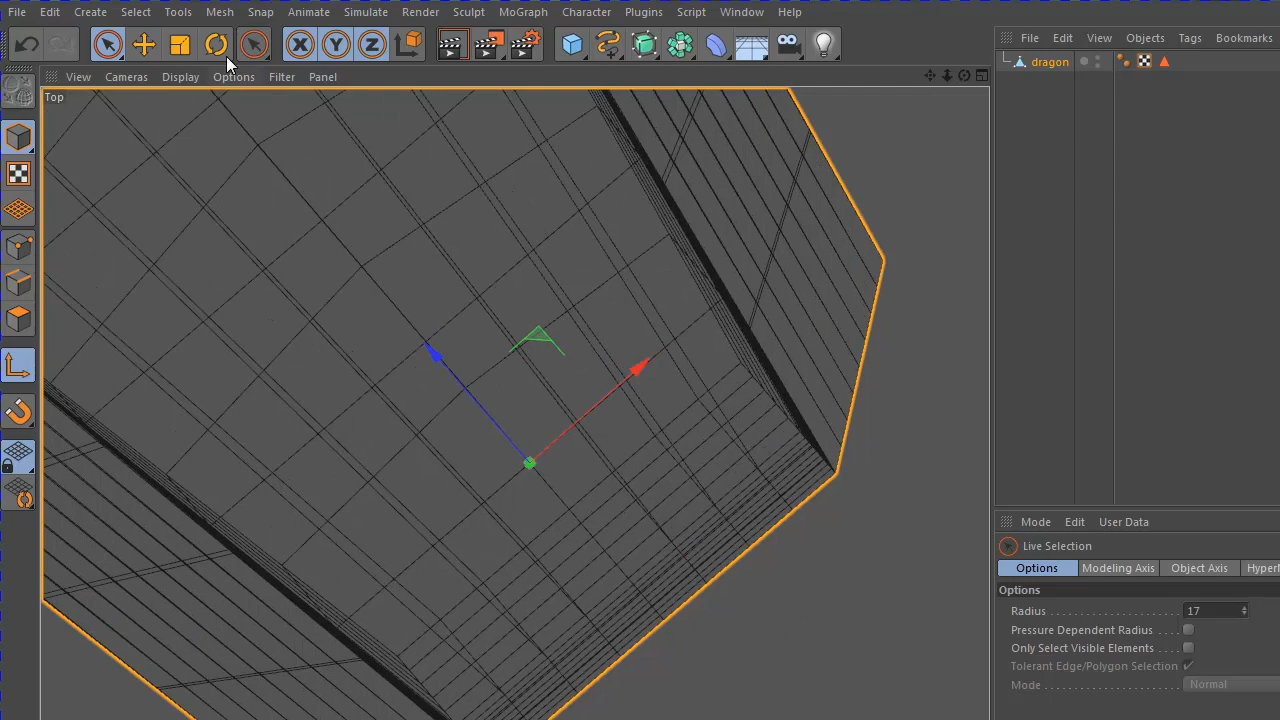 File Edit Create Select Tools Mesh Snap Animate Simulate Render Sculpt MoGraph Character Plugins Script Window Help
X Y Z
File Edit View Objects Tags Bookmarks
dragon
View Cameras Display Options Filter Panel
Top
Mode Edit User Data
Live Selection
Options Modeling Axis Object Axis
Options
Radius 17
Pressure Dependent Radius
Only Select Visible Elements
Tolerant Edge/Polygon Selection
Mode Normal